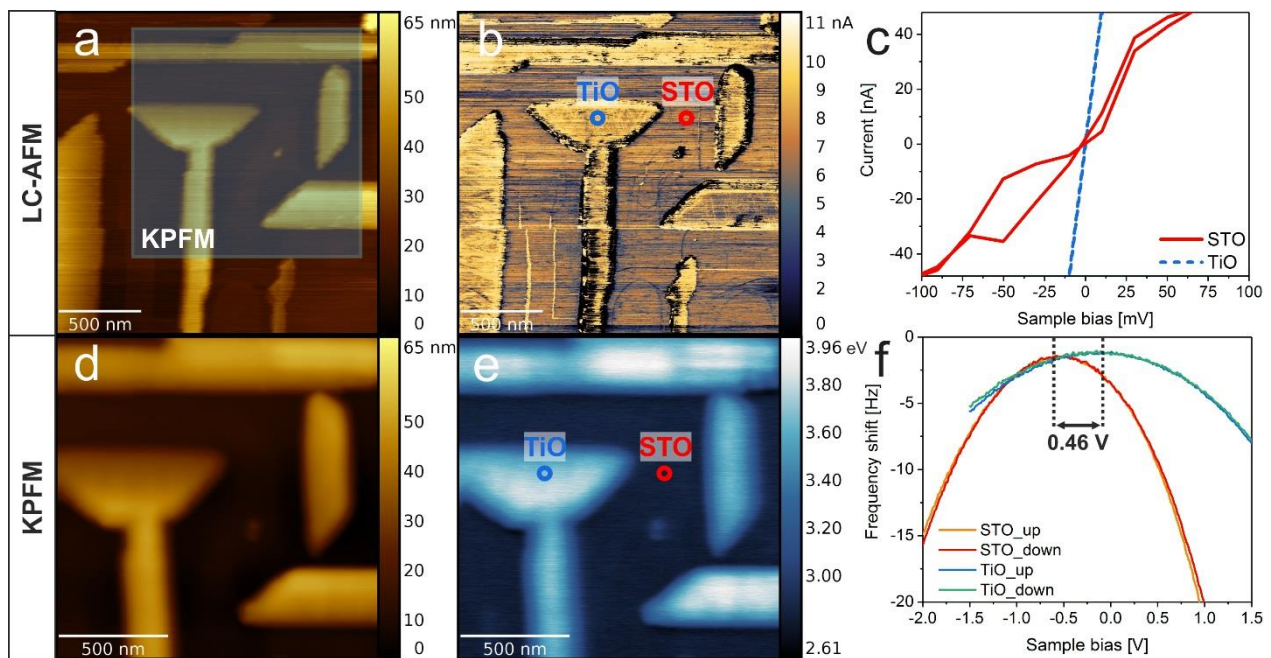 LC-AFM
a
KPFM
500 nm
65 nm
50
40
30
20
10
0
b
TiO
STO
500 nm
11 nA
10
9
8
7
6
5
4
3
2
1
0
c
Current [nA]
40
20
0
-20
-40
STO
TiO
-100 -75 -50 -25 0 25 50 75 100
Sample bias [mV]
KPFM
d
500 nm
65 nm
50
40
30
20
10
0
e
TiO
STO
500 nm
3.96 eV
3.80
3.60
3.40
3.20
3.00
2.61
f
Frequency shift [Hz]
0
-5
-10
-15
-20
0.46 V
STO_up
STO_down
TiO_up
TiO_down
-2.0 -1.5 -1.0 -0.5 0.0 0.5 1.0 1.5
Sample bias [V]